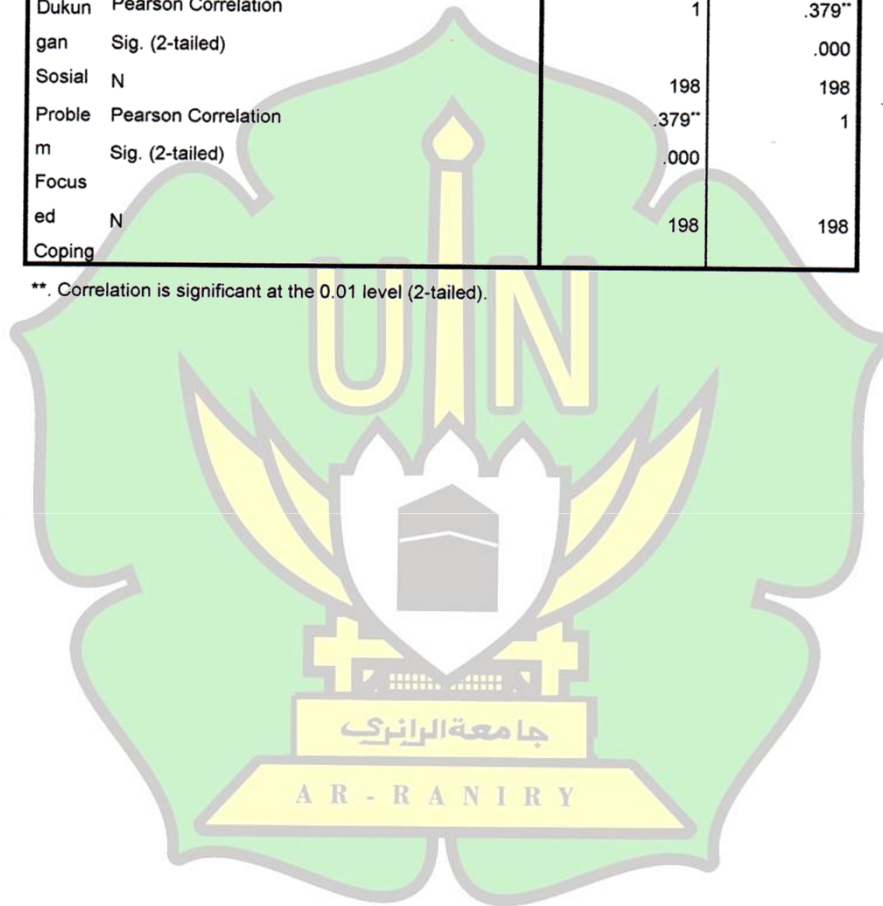 Dukun Pearson Correlation 1 .379**
gan Sig. (2-tailed) .000
Sosial N 198 198
Proble Pearson Correlation .379** 1
m Sig. (2-tailed) .000
Focus
ed N 198 198
Coping
**. Correlation is significant at the 0.01 level (2-tailed).
UIN
جامعة الرانري
AR-RANIRY